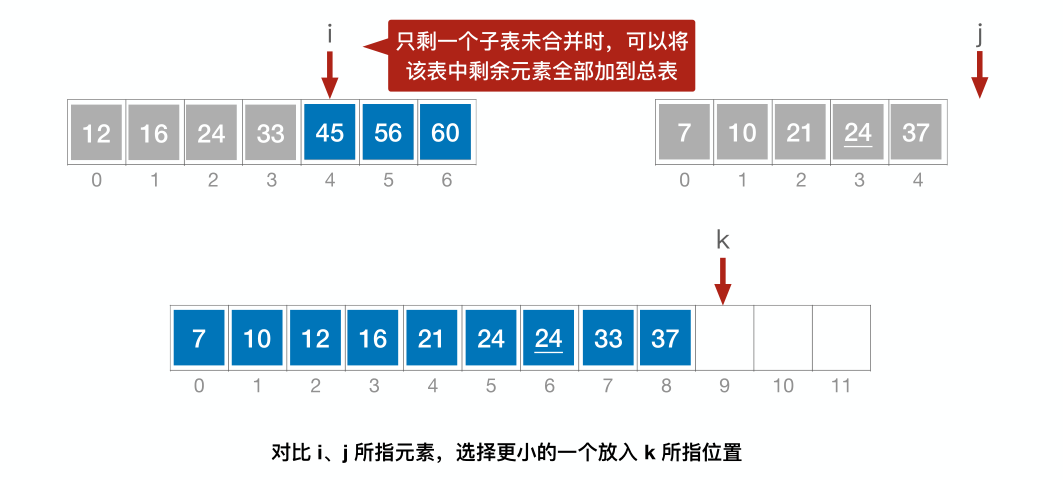 i
只剩一个子表未合并时，可以将
该表中剩余元素全部加到总表
j
12 16 24 33 45 56 60
0 1 2 3 4 5 6
7 10 21 24 37
0 1 2 3 4
k
7 10 12 16 21 24 24 33 37
0 1 2 3 4 5 6 7 8 9 10 11
对比 i、j 所指元素，选择更小的一个放入 k 所指位置